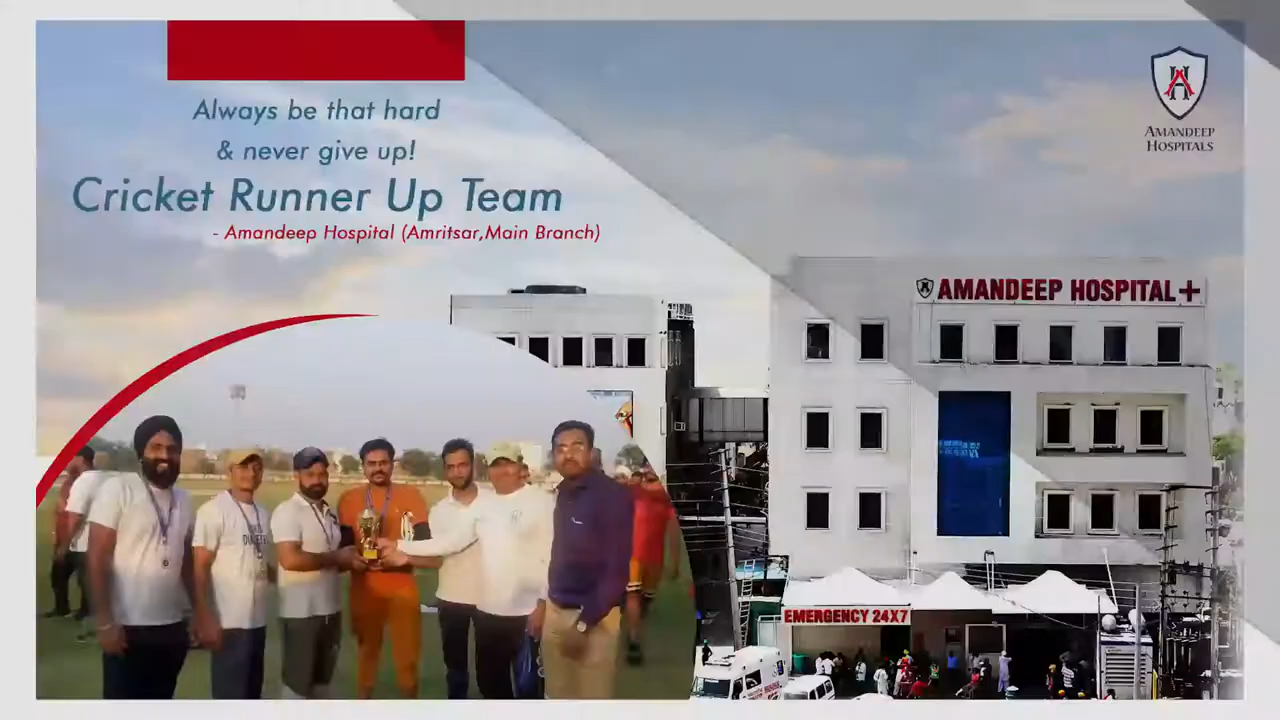 Always be that hard
& never give up!
Cricket Runner Up Team
- Amandeep Hospital (Amritsar,Main Branch)
AMANDEEP
HOSPITALS
AMANDEEP HOSPITAL+
EMERGENCY 24X7